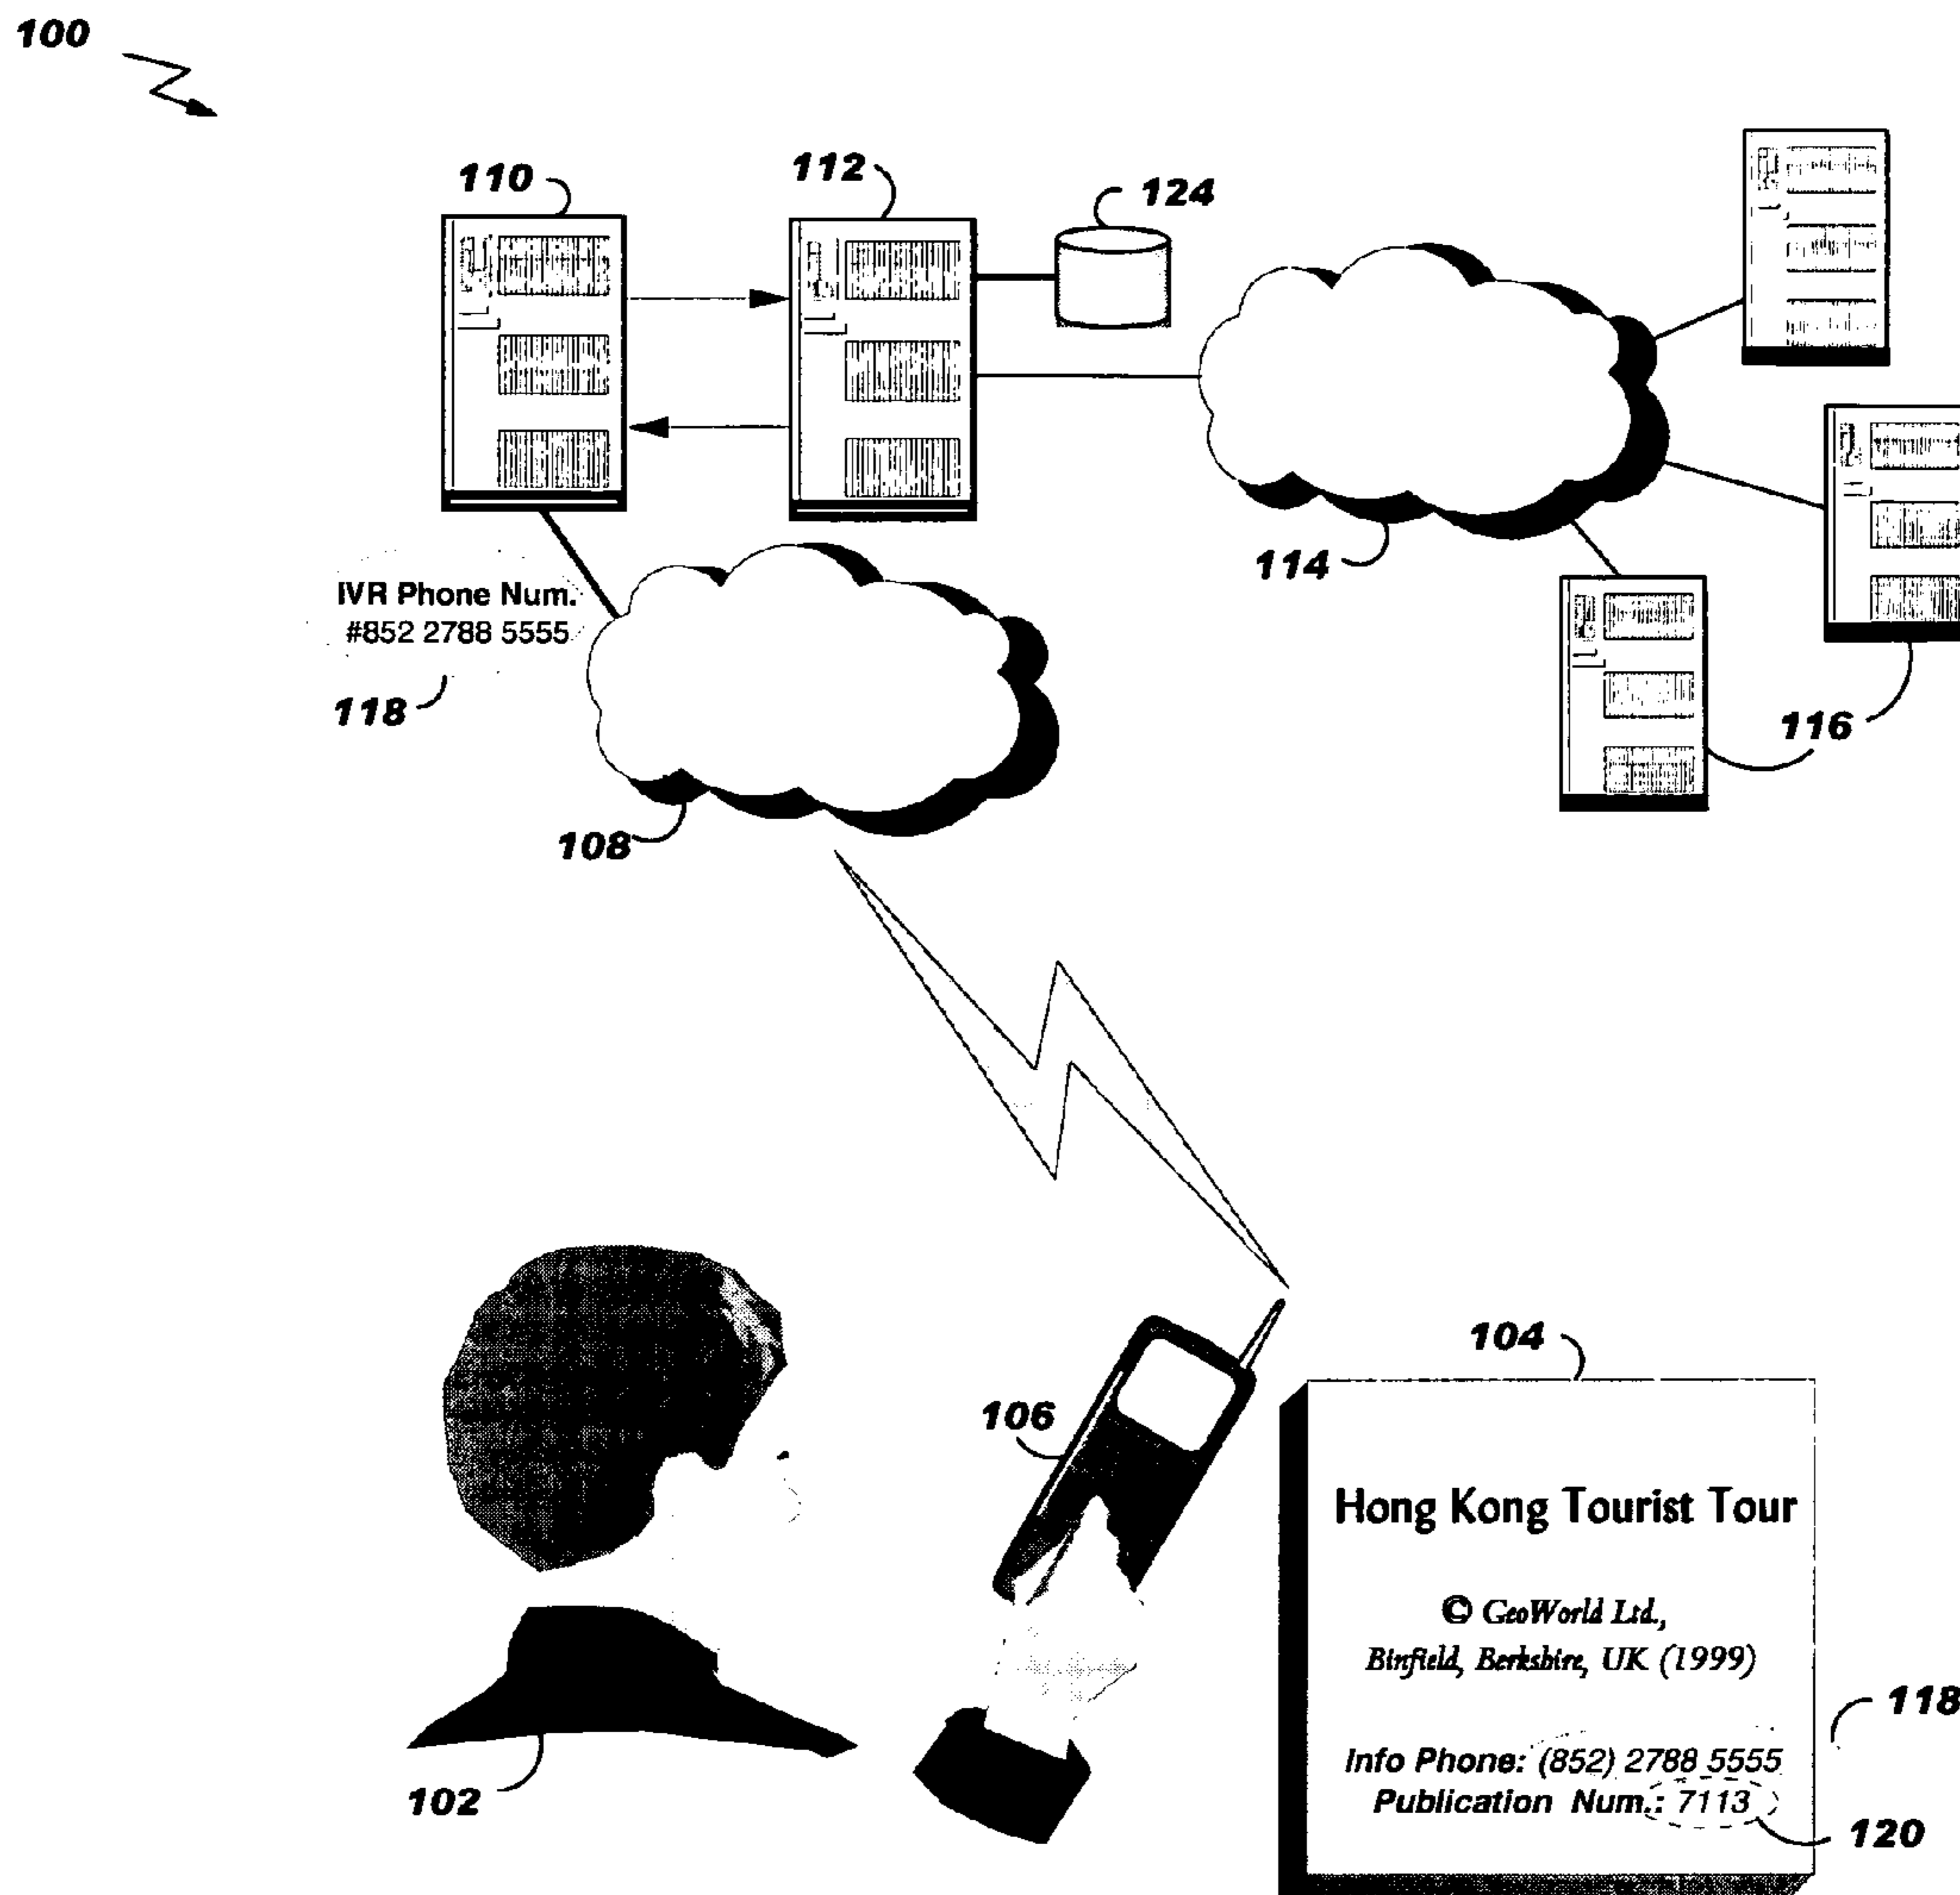 100
110
112
124
IVR Phone Num.
#852 2788 5555
118
114
116
108
104
106
Hong Kong Tourist Tour
© GeoWorld Ltd.,
Binfield, Berkshire, UK (1999)
118
Info Phone: (852) 2788 5555
Publication Num.: 7113
102
120